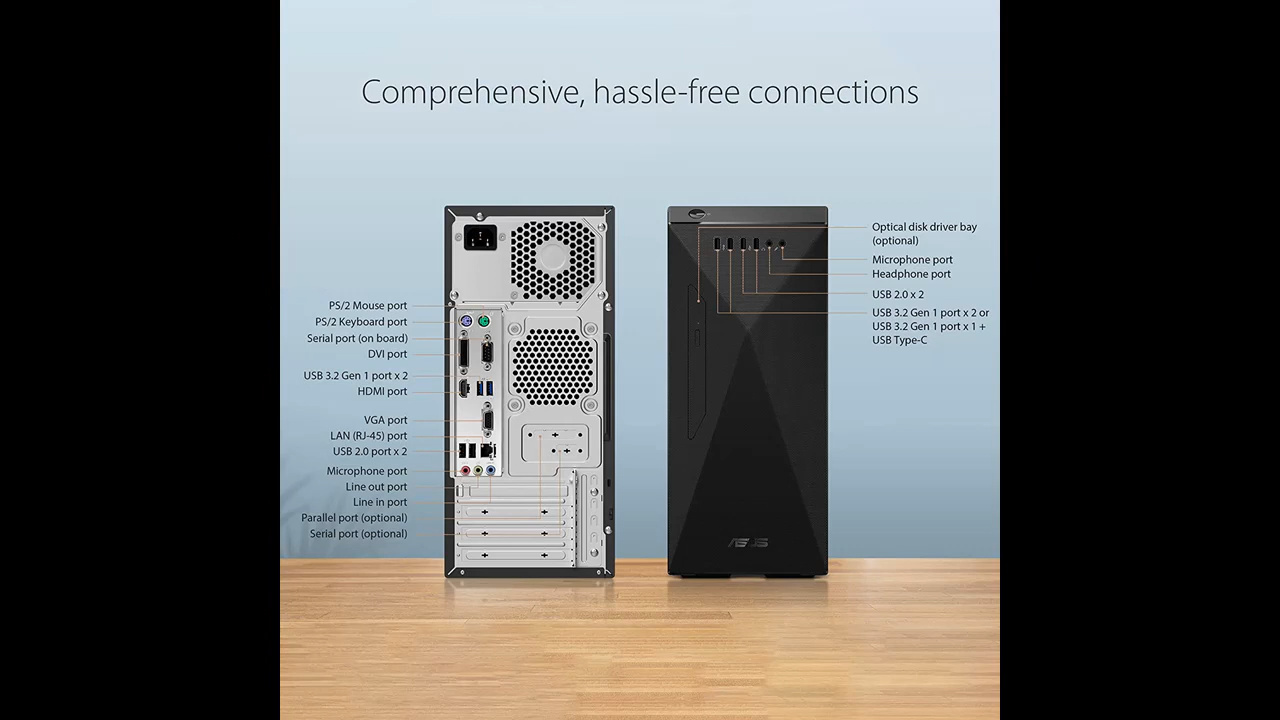 Comprehensive, hassle-free connections
PS/2 Mouse port
PS/2 Keyboard port
Serial port (on board)
DVI port
USB 3.2 Gen 1 port x 2
HDMI port
VGA port
LAN (RJ-45) port
USB 2.0 port x 2
Microphone port
Line out port
Line in port
Parallel port (optional)
Serial port (optional)
Optical disk driver bay
(optional)
Microphone port
Headphone port
USB 2.0 x 2
USB 3.2 Gen 1 port x 2 or
USB 3.2 Gen 1 port x 1 +
USB Type-C
ASUS